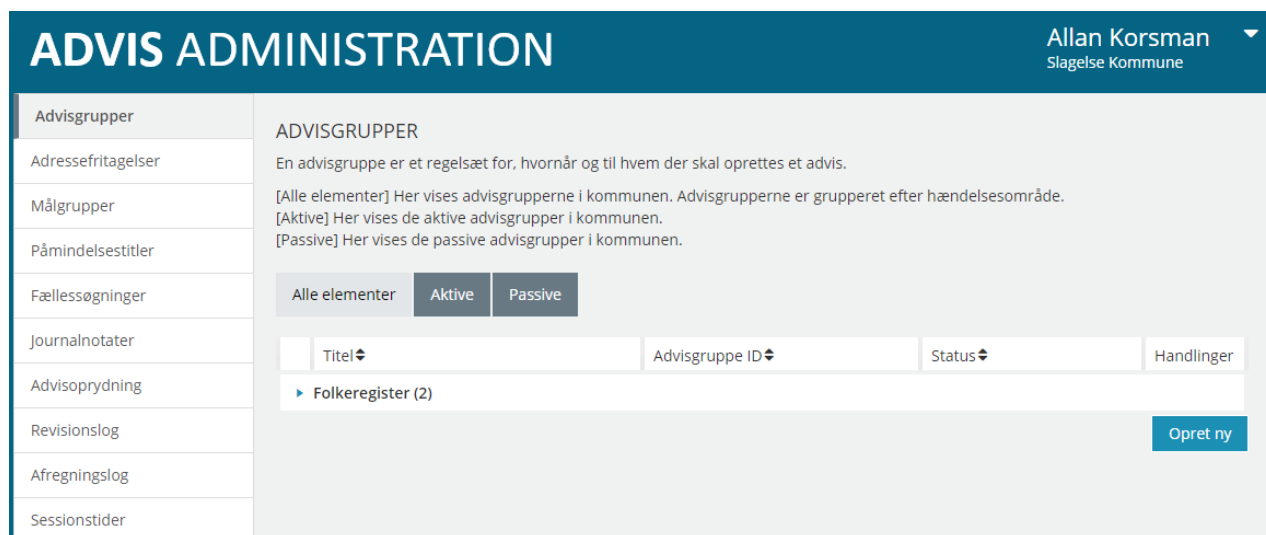 ADVIS ADMINISTRATION
Allan Korsman
Slagelse Kommune
Advisgrupper
Adressefritagelser
Målgrupper
Påmindelsestitler
Fællessøgninger
Journalnotater
Advisoprydning
Revisionslog
Afregningslog
Sessionstider
ADVISGRUPPER
En advisgruppe er et regelsæt for, hvornår og til hvem der skal oprettes et advis.
[Alle elementer] Her vises advisgrupperne i kommunen. Advisgrupperne er grupperet efter hændelsesområde.
[Aktive] Her vises de aktive advisgrupper i kommunen.
[Passive] Her vises de passive advisgrupper i kommunen.
Alle elementer Aktive Passive
Titel Advisgruppe ID Status Handlinger
Folkeregister (2)
Opret ny